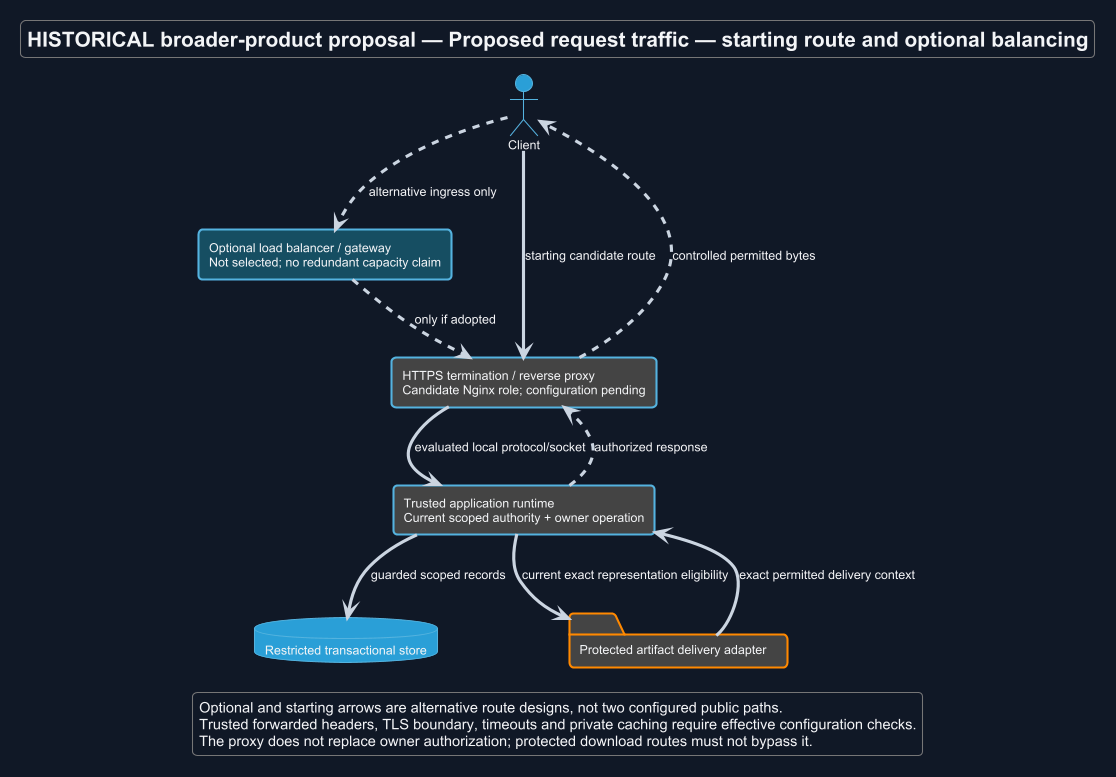 HISTORICAL broader-product proposal — Proposed request traffic — starting route and optional balancing
Client
alternative ingress only
Optional load balancer / gateway
Not selected; no redundant capacity claim
starting candidate route
controlled permitted bytes
only if adopted
HTTPS termination / reverse proxy
Candidate Nginx role; configuration pending
evaluated local protocol/socket
authorized response
Trusted application runtime
Current scoped authority + owner operation
guarded scoped records
current exact representation eligibility
exact permitted delivery context
Restricted transactional store
Protected artifact delivery adapter
Optional and starting arrows are alternative route designs, not two configured public paths.
Trusted forwarded headers, TLS boundary, timeouts and private caching require effective configuration checks.
The proxy does not replace owner authorization; protected download routes must not bypass it.